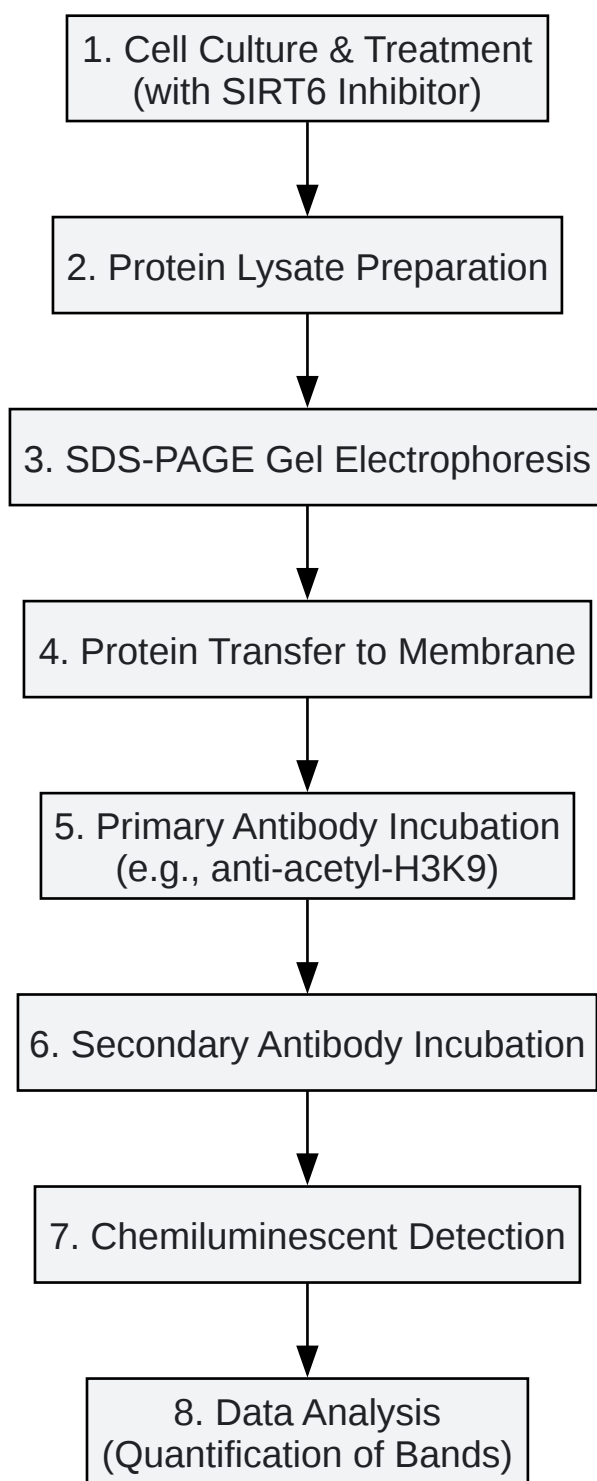 1. Cell Culture & Treatment
(with SIRT6 Inhibitor)
2. Protein Lysate Preparation
3. SDS-PAGE Gel Electrophoresis
4. Protein Transfer to Membrane
5. Primary Antibody Incubation
(e.g., anti-acetyl-H3K9)
6. Secondary Antibody Incubation
7. Chemiluminescent Detection
8. Data Analysis
(Quantification of Bands)